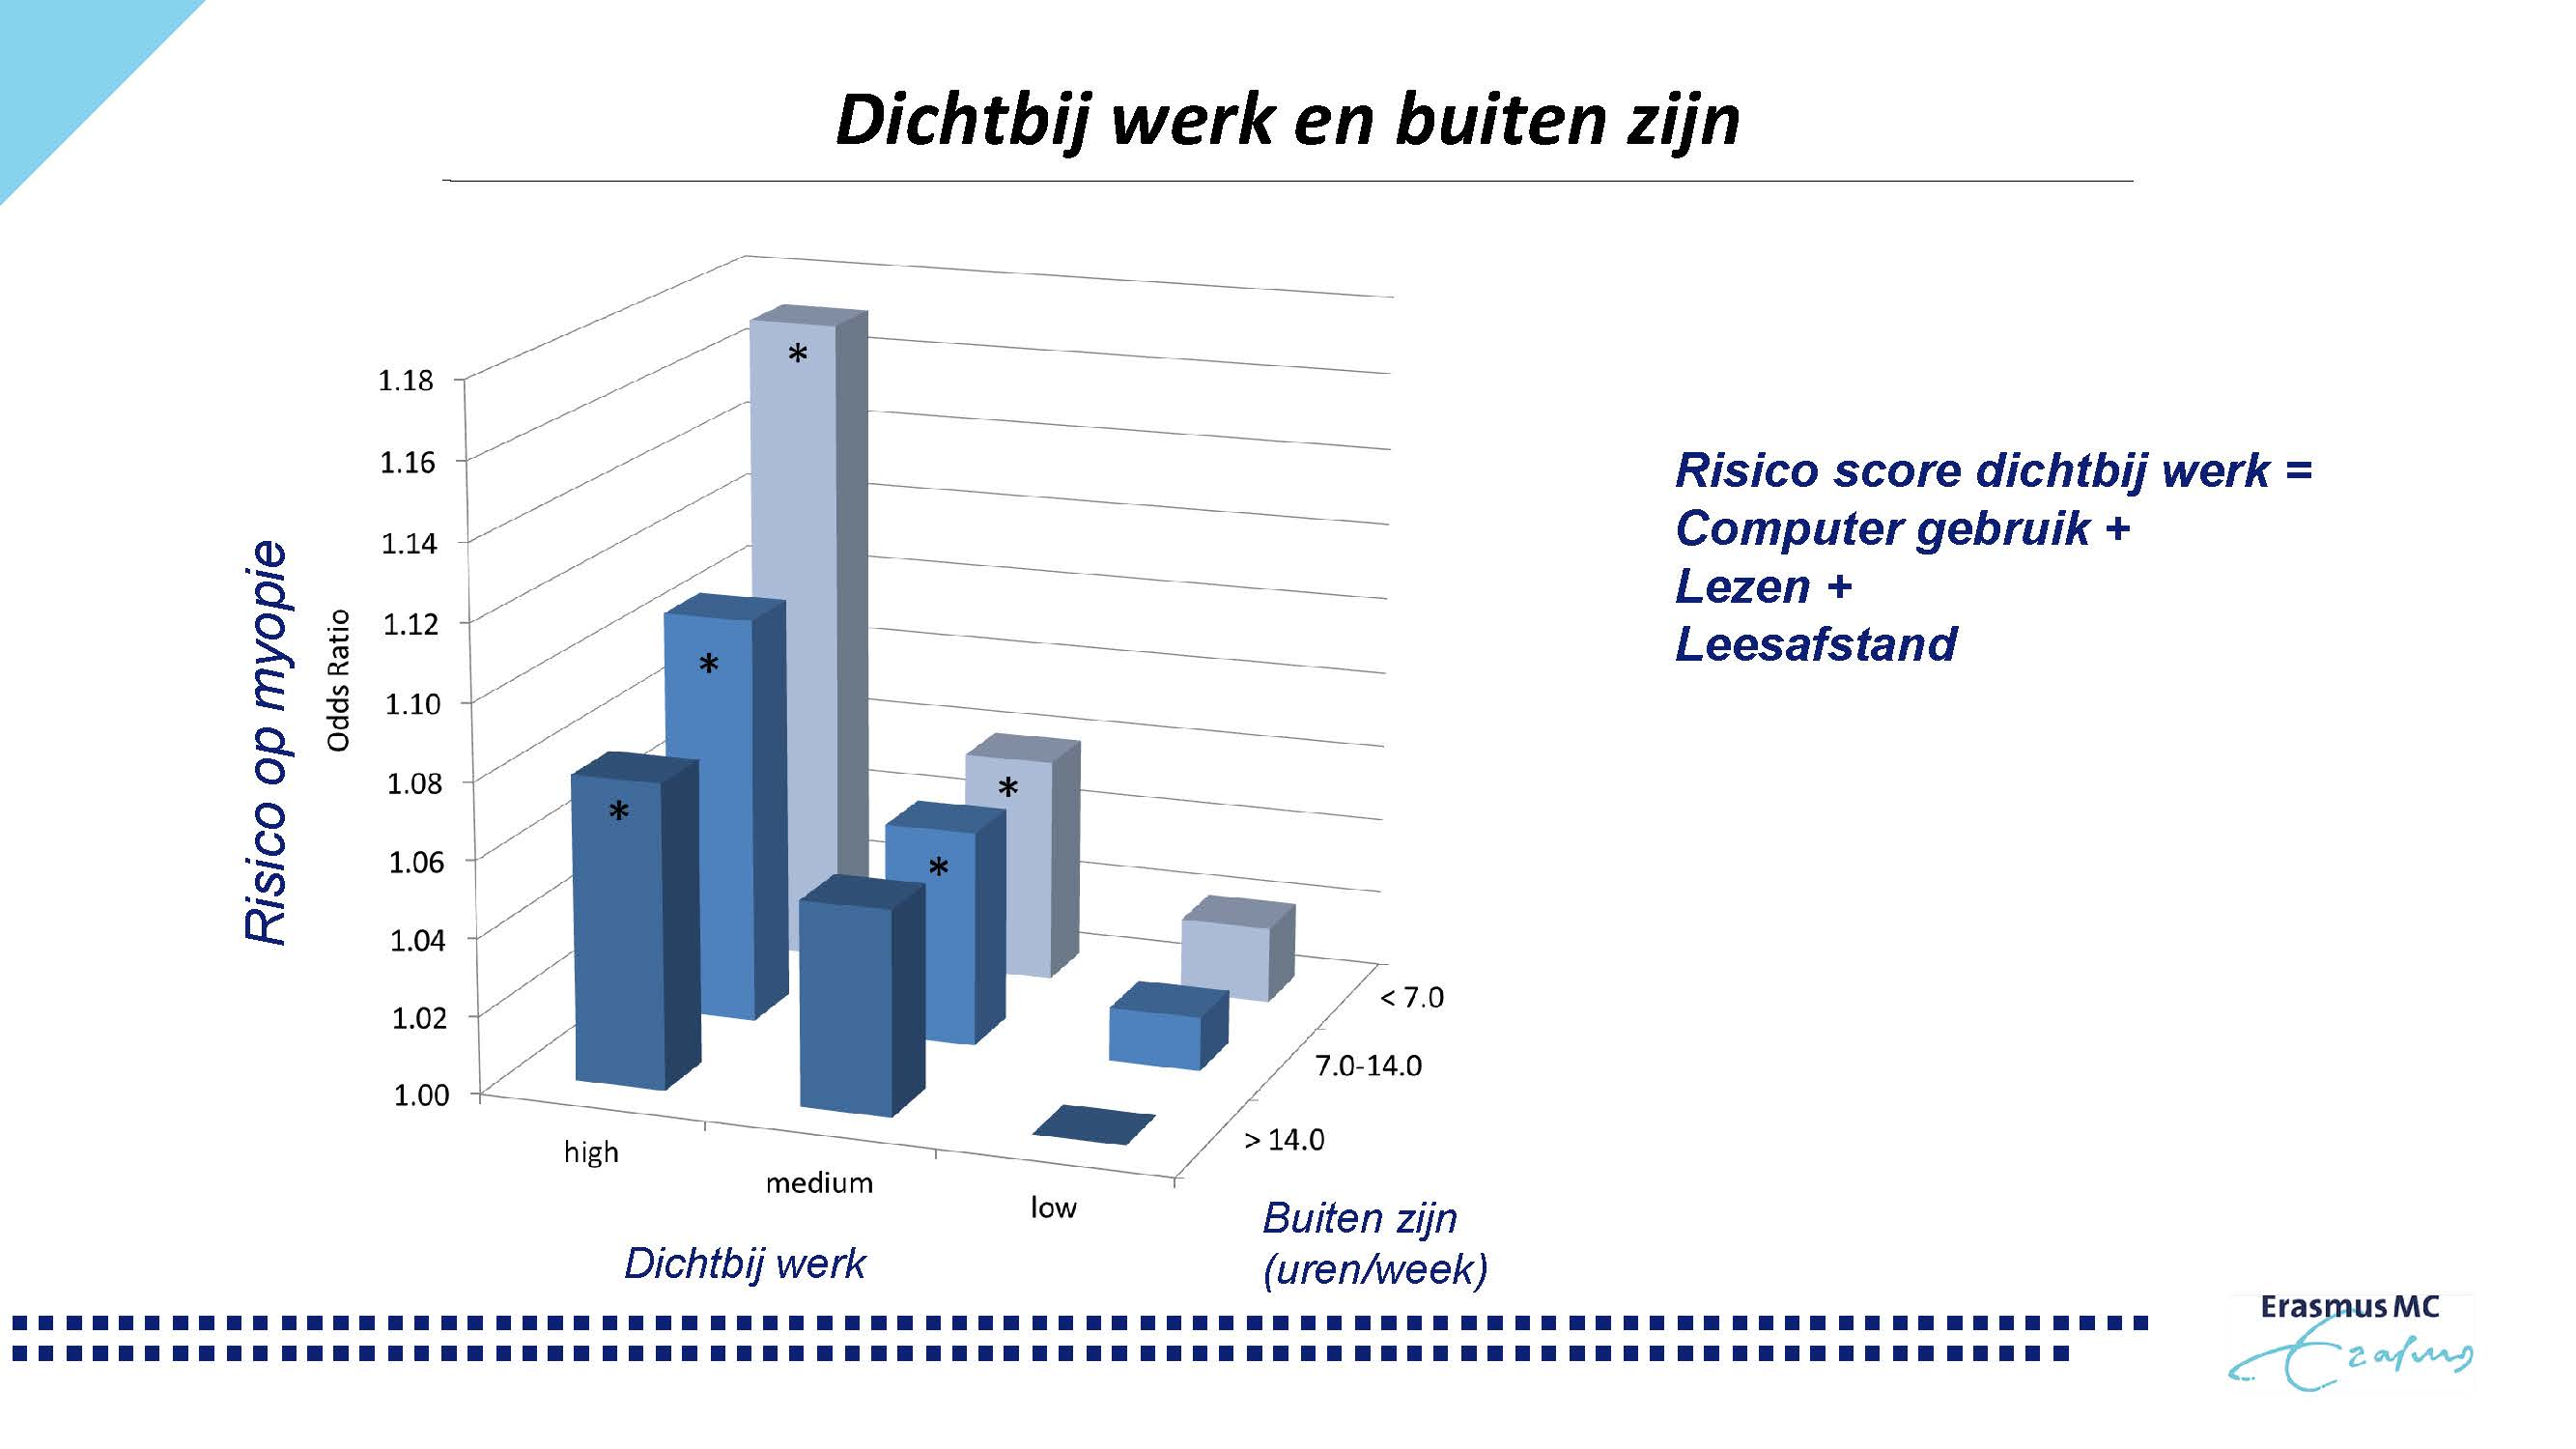 Dichtbij werk en buiten zijn
Risico op myopie
Odds Ratio
1.18
1.16
1.14
1.12
1.10
1.08
1.06
1.04
1.02
1.00
*
*
*
*
*
high
medium
low
< 7.0
7.0-14.0
> 14.0
Dichtbij werk
Buiten zijn
(uren/week)
Risico score dichtbij werk =
Computer gebruik +
Lezen +
Leesafstand
Erasmus MC
Erasmus